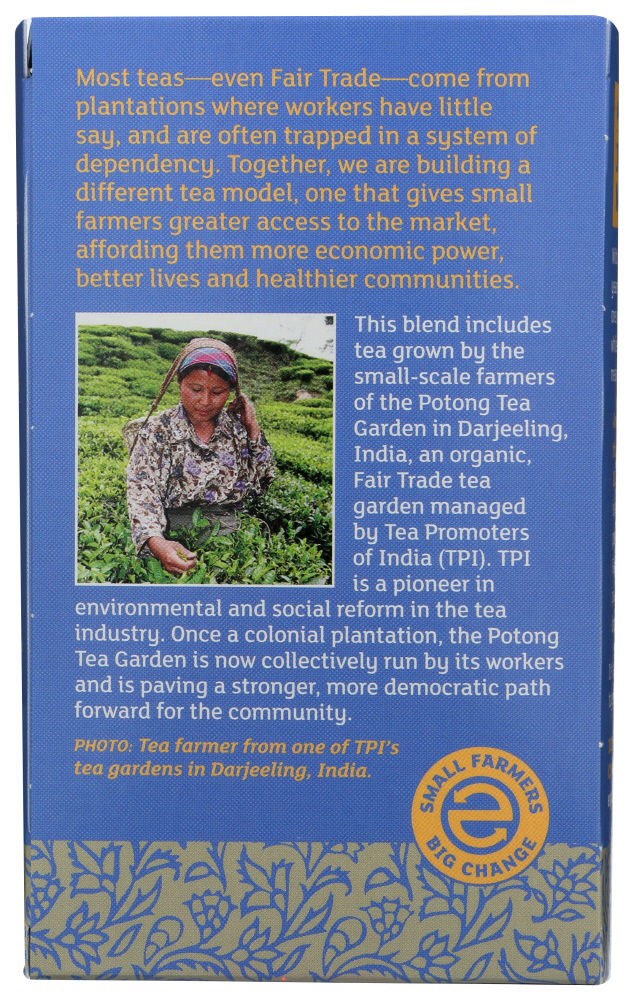 Most teas—even Fair Trade—come from
plantations where workers have little
say, and are often trapped in a system of
dependency. Together, we are building a
different tea model, one that gives small
farmers greater access to the market,
affording them more economic power,
better lives and healthier communities.
This blend includes
tea grown by the
small-scale farmers
of the Potong Tea
Garden in Darjeeling,
India, an organic,
Fair Trade tea
garden managed
by Tea Promoters
of India (TPI). TPI
is a pioneer in
environmental and social reform in the tea
industry. Once a colonial plantation, the Potong
Tea Garden is now collectively run by its workers
and is paving a stronger, more democratic path
forward for the community.
PHOTO: Tea farmer from one of TPI's
tea gardens in Darjeeling, India.
SMALL FARMERS
BIG CHANGE